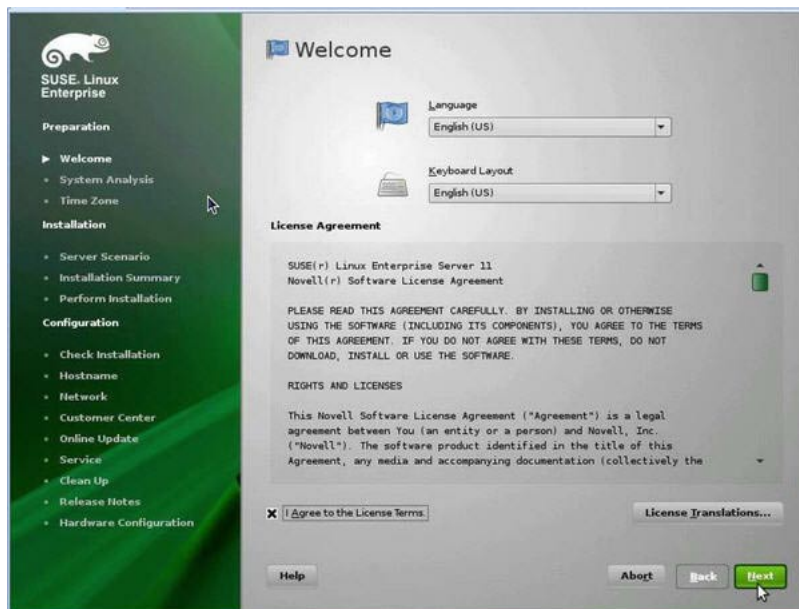 SUSE. Linux
Enterprise
Preparation
Welcome
System Analysis
Time Zone
Installation
Server Scenario
Installation Summary
Perform Installation
Configuration
Check Installation
Hostname
Network
Customer Center
Online Update
Service
Clean Up
Release Notes
Hardware Configuration
Welcome
Language
English (US)
Keyboard Layout
English (US)
License Agreement
SUSE(r) Linux Enterprise Server 11
Novell(r) Software License Agreement
PLEASE READ THIS AGREEMENT CAREFULLY. BY INSTALLING OR OTHERWISE
USING THE SOFTWARE (INCLUDING ITS COMPONENTS), YOU AGREE TO THE TERMS
OF THIS AGREEMENT. IF YOU DO NOT AGREE WITH THESE TERMS, DO NOT
DOWNLOAD, INSTALL OR USE THE SOFTWARE.
RIGHTS AND LICENSES
This Novell Software License Agreement ("Agreement") is a legal
agreement between You (an entity or a person) and Novell, Inc.
("Novell"). The software product identified in the title of this
Agreement, any media and accompanying documentation (collectively the
I Agree to the License Terms.
License Translations...
Help
Abort
Back
Next